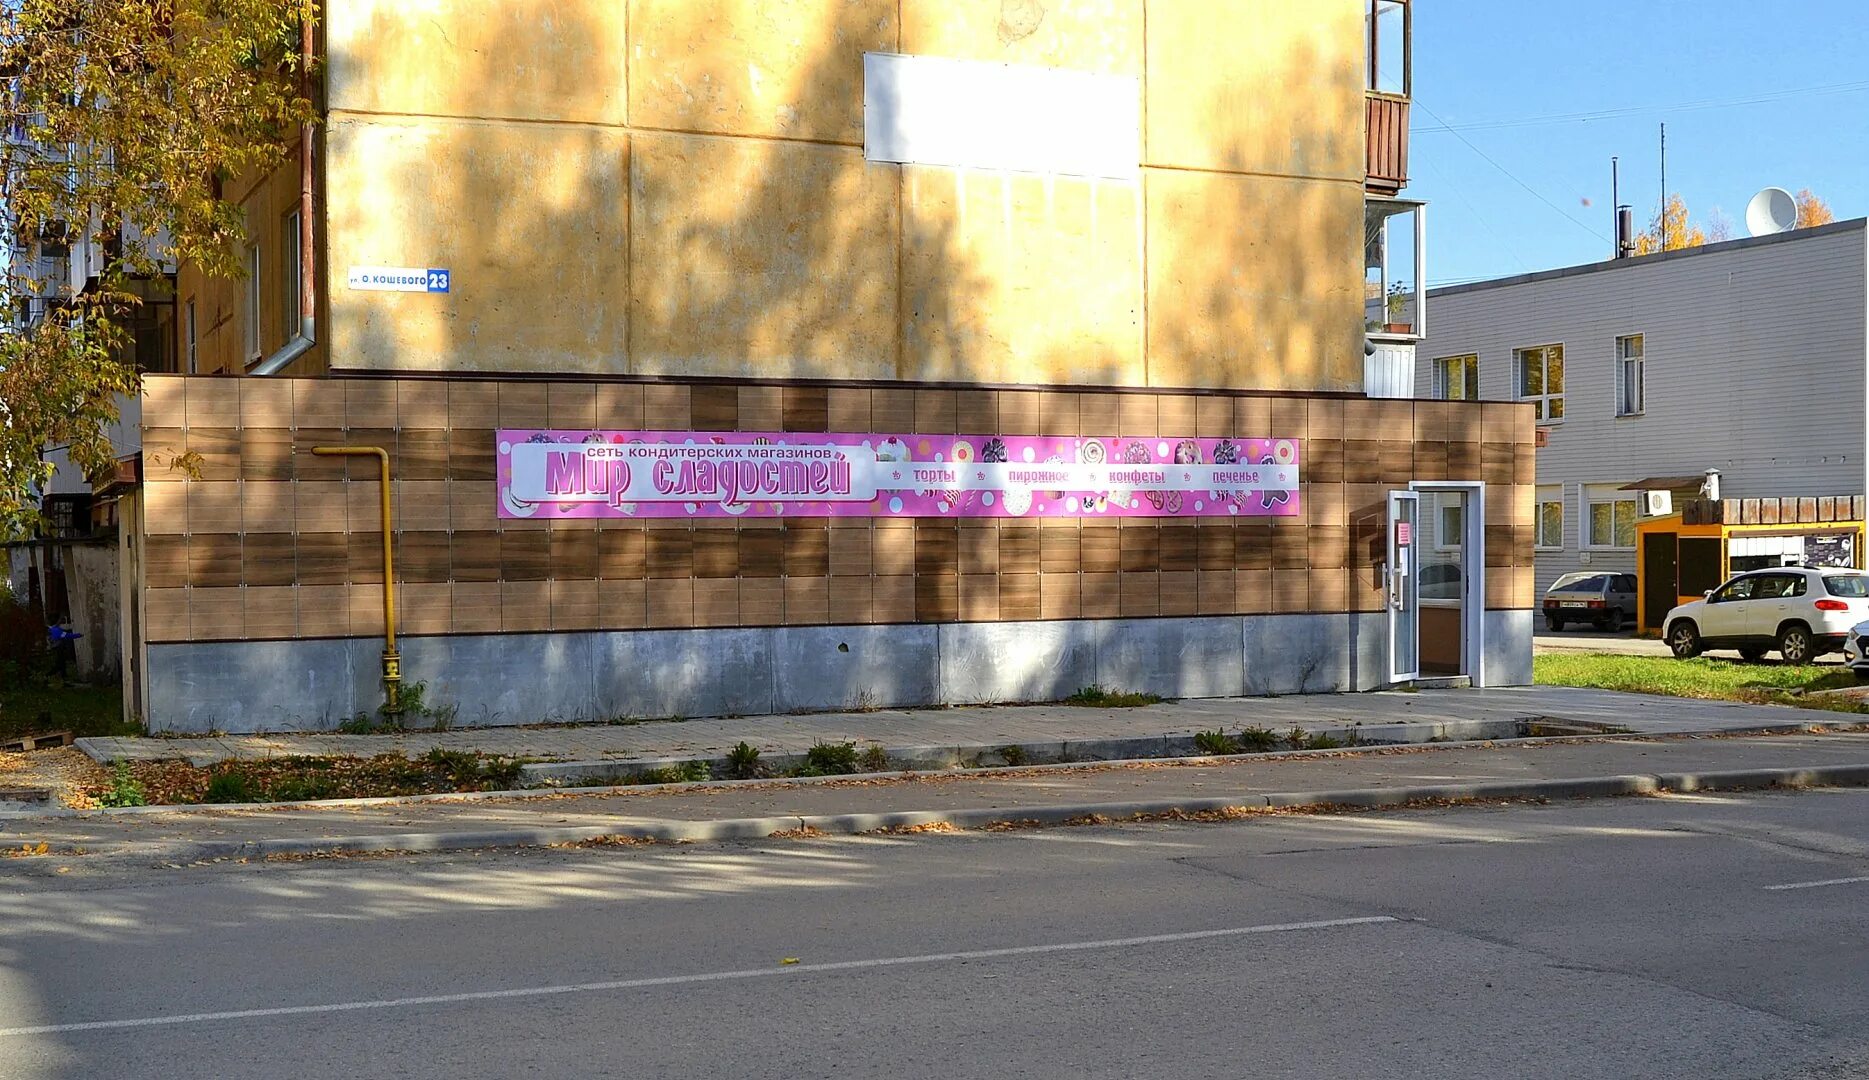 ул. О. КОШЕВОГО 23
сеть кондитерских магазинов
Мир сладостей
торты пирожное конфеты печенье